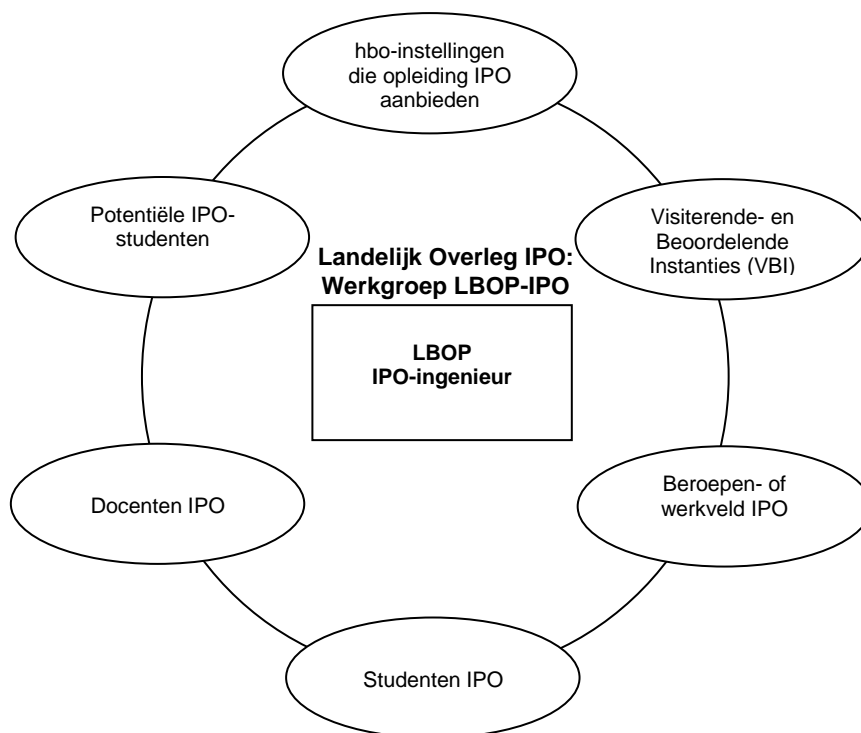 hbo-instellingen
die opleiding IPO
aanbieden
Potentiële IPO-
studenten
Visiterende- en
Beoordelende
Instanties (VBI)
Landelijk Overleg IPO:
Werkgroep LBOP-IPO
LBOP
IPO-ingenieur
Docenten IPO
Beroepen- of
werkveld IPO
Studenten IPO